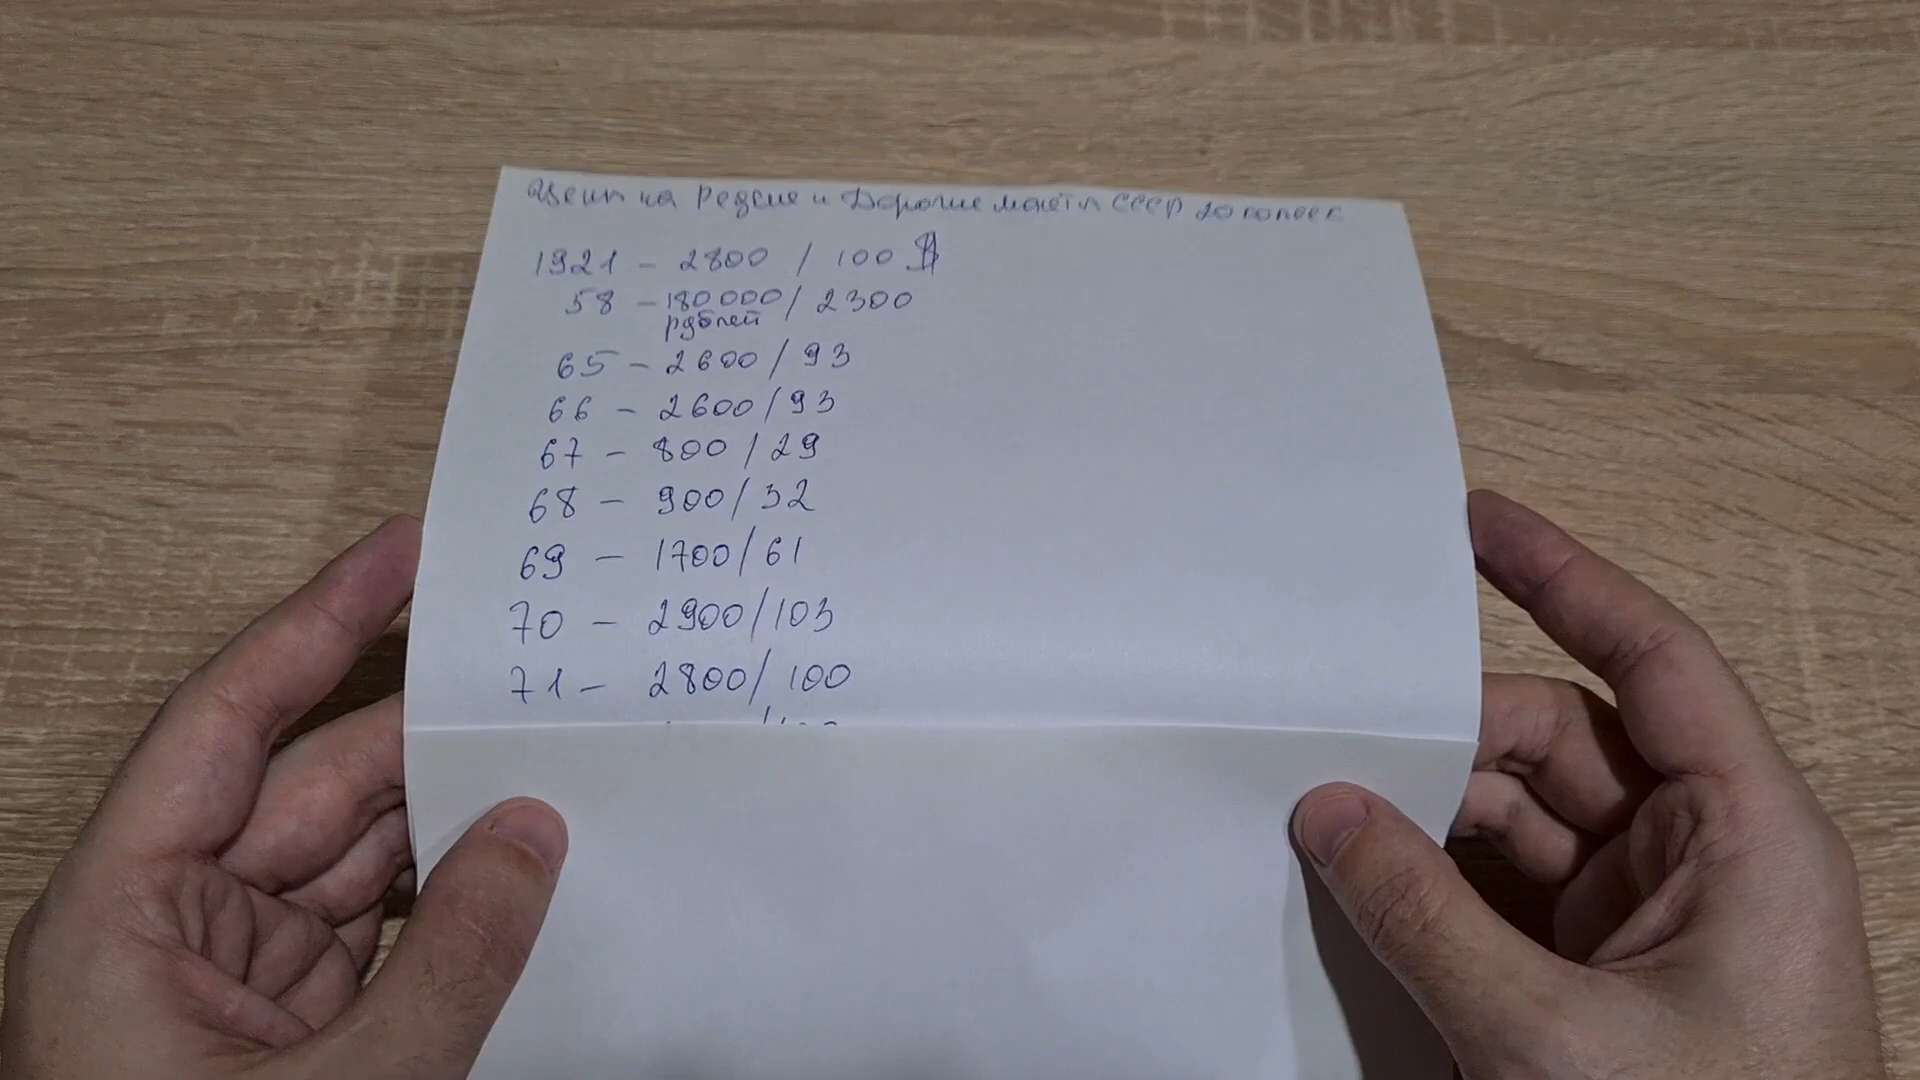 Цены на Редкие и Дорогие монеты СССР 20 копеек
1921 - 2800 / 100 $
58 - 180 000 / 2300
рублей
65 - 2600 / 93
66 - 2600 / 93
67 - 800 / 29
68 - 900 / 32
69 - 1700 / 61
70 - 2900 / 103
71 - 2800 / 100